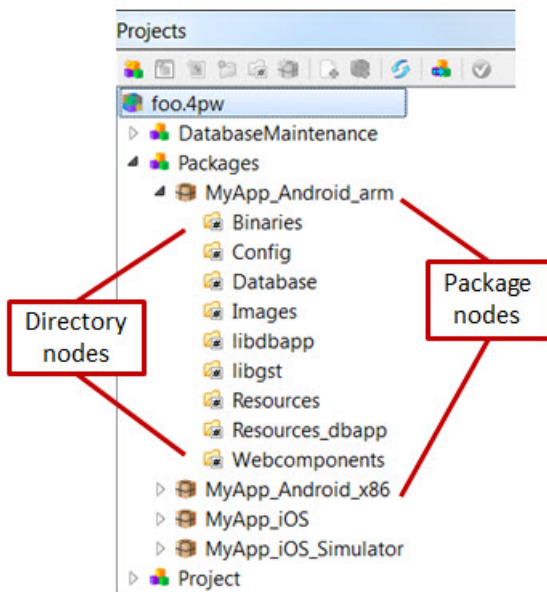 Projects
foo.4pw
DatabaseMaintenance
Packages
MyApp_Android_arm
Binaries
Config
Database
Images
libdbapp
libgst
Resources
Resources_dbapp
Webcomponents
MyApp_Android_x86
MyApp_iOS
MyApp_iOS_Simulator
Project
Directory
nodes
Package
nodes